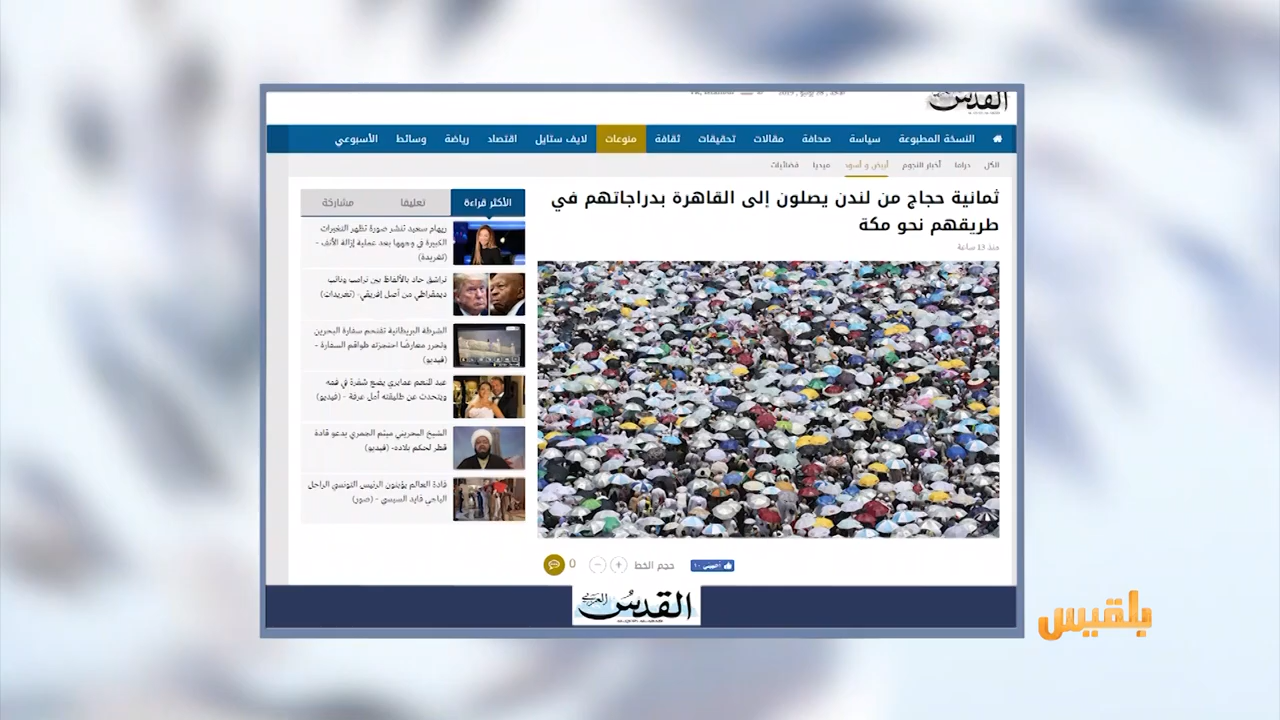 القدس
النسخة المطبوعة سياسة صحافة مقالات تحقيقات ثقافة منوعات لايف ستايل اقتصاد رياضة وسائط الأسبوعي
الكل دراما أخبار النجوم أبيض و أسود ميديا فضائيات
ثمانية حجاج من لندن يصلون إلى القاهرة بدراجاتهم في
طريقهم نحو مكة
منذ 13 ساعة
حجم الخط + − 0
الأكثر قراءة تعليقا مشاركة
ريهام سعيد تنشر صورة تظهر التغيرات
الكبيرة في وجهها بعد عملية إزالة الأنف -
(تغريدة)
تراشق حاد بالألفاظ بين ترامب ونائب
ديمقراطي من أصل إفريقي- (تغريدات)
الشرطة البريطانية تقتحم سفارة البحرين
وتحرر معارضا احتجزته طواقم السفارة -
(فيديو)
عبد المنعم عمايري يضع شفرة في فمه
ويتحدث عن طليقته أمل عرفة - (فيديو)
الشيخ البحريني ميثم الجمري يدعو قادة
قطر لحكم بلاده- (فيديو)
قادة العالم يؤبنون الرئيس التونسي الراحل
الباجي قايد السبسي - (صور)
القدس العربي
بلقيس